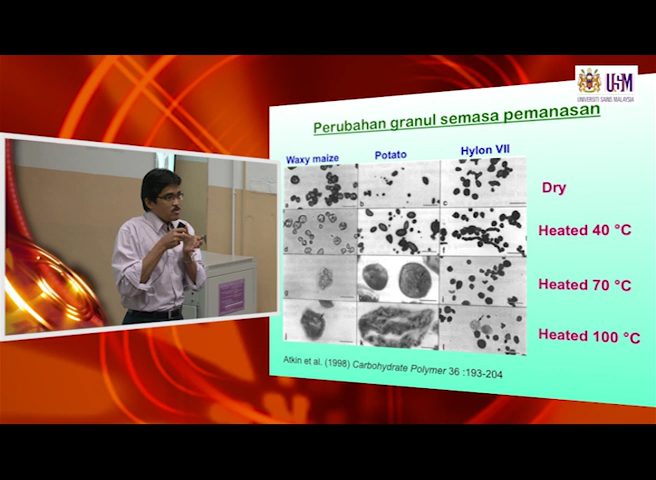 USM
UNIVERSITI SAINS MALAYSIA
Perubahan granul semasa pemanasan
Waxy maize Potato Hylon VII
a b c Dry
d f Heated 40 °C
g Heated 70 °C
j Heated 100 °C
Atkin et al. (1998) Carbohydrate Polymer 36 :193-204